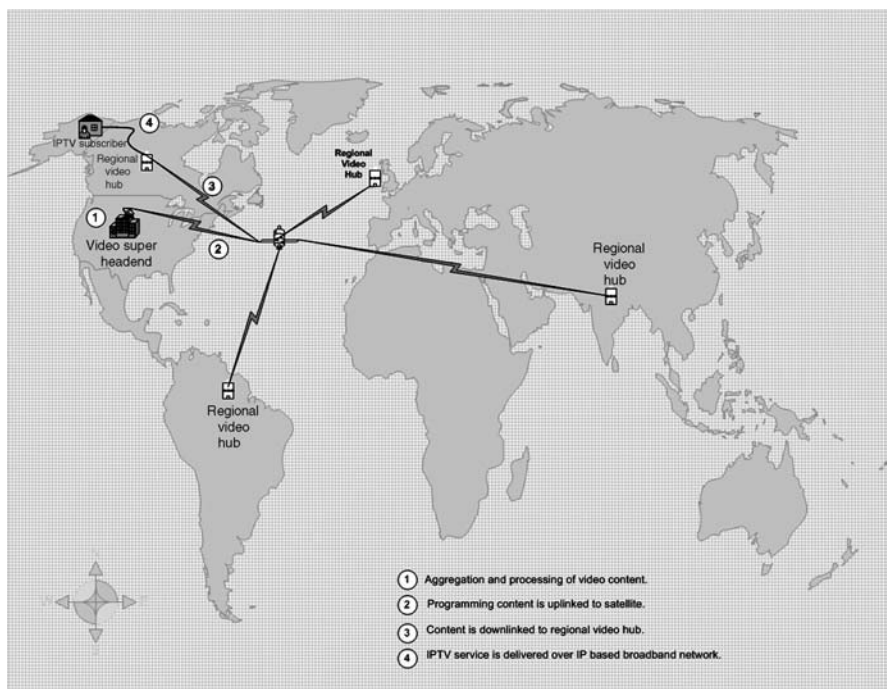 4
IPTV subscriber
Regional
video
hub
3
Regional
Video
Hub
1
Video super
headend
2
Regional
video
hub
Regional
video
hub
1 Aggregation and processing of video content.
2 Programming content is uplinked to satellite.
3 Content is downlinked to regional video hub.
4 IPTV service is delivered over IP based broadband network.